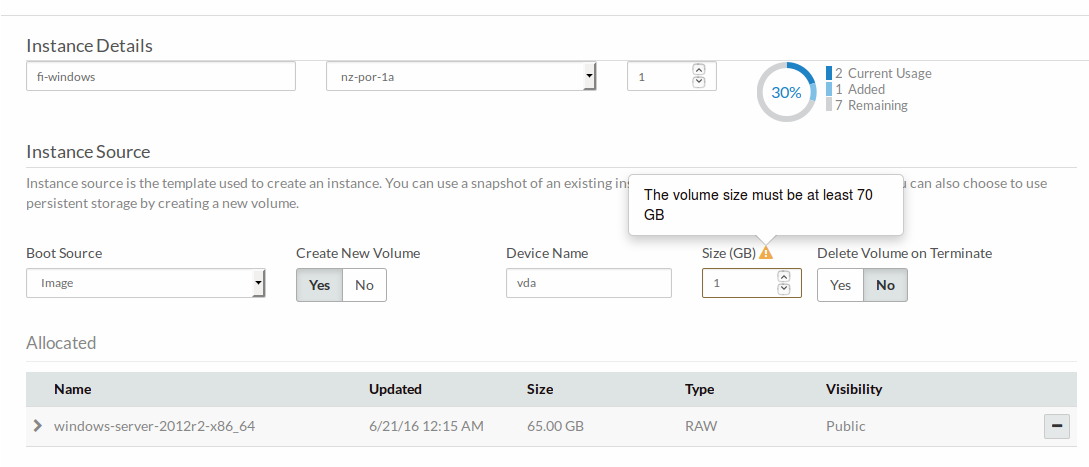 Instance Details
fi-windows
nz-por-1a
1
30%
2 Current Usage
1 Added
7 Remaining
Instance Source
Instance source is the template used to create an instance. You can use a snapshot of an existing in
u can also choose to use
persistent storage by creating a new volume.
The volume size must be at least 70
GB
Boot Source
Create New Volume
Device Name
Size (GB)
Delete Volume on Terminate
Image
Yes No
vda
1
Yes No
Allocated
Name Updated Size Type Visibility
windows-server-2012r2-x86_64 6/21/16 12:15 AM 65.00 GB RAW Public